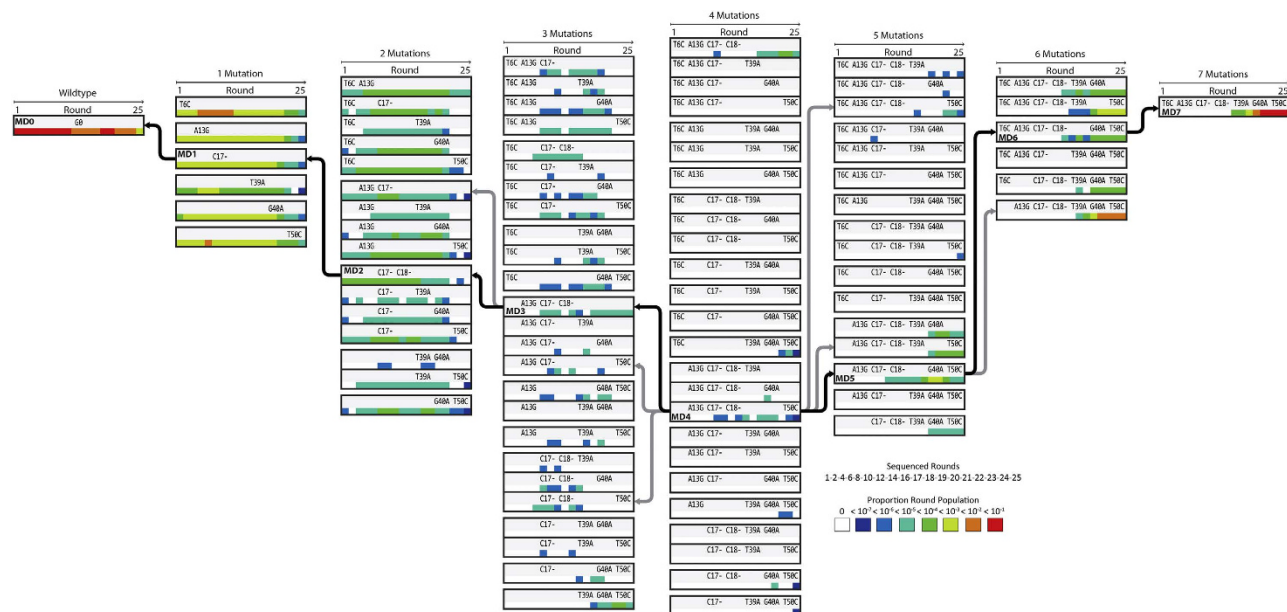 Wildtype
Round
1 25
G0
MD0
1 Mutation
1 Round 25
T6C
A13G
C17-
MD1
T39A
G40A
T50C
2 Mutations
1 Round 25
T6C A13G
T6C C17-
T6C T39A
T6C G40A
T6C T50C
A13G C17-
A13G T39A
A13G G40A
A13G T50C
C17- C18-
MD2
C17- T39A
C17- G40A
C17- T50C
T39A G40A
T39A T50C
G40A T50C
3 Mutations
1 Round 25
T6C A13G C17-
T6C A13G T39A
T6C A13G G40A
T6C A13G T50C
T6C C17- C18-
T6C C17- T39A
T6C C17- G40A
T6C C17- T50C
T6C T39A G40A
T6C T39A T50C
T6C G40A T50C
A13G C17- C18-
MD3
A13G C17- T39A
A13G C17- G40A
A13G C17- T50C
A13G G40A T50C
A13G T39A G40A
A13G T39A T50C
C17- C18- T39A
C17- C18- G40A
C17- C18- T50C
C17- T39A G40A
C17- T39A T50C
C17- G40A T50C
T39A G40A T50C
4 Mutations
1 Round 25
T6C A13G C17- C18-
T6C A13G C17- T39A
T6C A13G C17- G40A
T6C A13G C17- T50C
T6C A13G T39A G40A
T6C A13G T39A T50C
T6C A13G G40A T50C
T6C C17- C18- T39A
T6C C17- C18- G40A
T6C C17- C18- T50C
T6C C17- T39A G40A
T6C C17- T39A T50C
T6C C17- G40A T50C
T6C T39A G40A T50C
A13G C17- C18- T39A
A13G C17- C18- G40A
A13G C17- C18- T50C
MD4
A13G C17- T39A G40A
A13G C17- T39A T50C
A13G C17- G40A T50C
A13G T39A G40A T50C
C17- C18- T39A G40A
C17- C18- T39A T50C
C17- C18- G40A T50C
C17- T39A G40A T50C
5 Mutations
1 Round 25
T6C A13G C17- C18- T39A
T6C A13G C17- C18- G40A
T6C A13G C17- C18- T50C
T6C A13G C17- T39A G40A
T6C A13G C17- T39A T50C
T6C A13G C17- G40A T50C
T6C A13G T39A G40A T50C
T6C C17- C18- T39A G40A
T6C C17- C18- T39A T50C
T6C C17- C18- G40A T50C
T6C C17- T39A G40A T50C
A13G C17- C18- T39A G40A
A13G C17- C18- T39A T50C
A13G C17- C18- G40A T50C
MD5
A13G C17- T39A G40A T50C
C17- C18- T39A G40A T50C
6 Mutations
1 Round 25
T6C A13G C17- C18- T39A G40A
T6C A13G C17- C18- T39A T50C
T6C A13G C17- C18- G40A T50C
MD6
T6C A13G C17- T39A G40A T50C
T6C C17- C18- T39A G40A T50C
A13G C17- C18- T39A G40A T50C
7 Mutations
1 Round 25
T6C A13G C17- C18- T39A G40A T50C
MD7
Sequenced Rounds
1-2-4-6-8-10-12-14-16-17-18-19-20-21-22-23-24-25
Proportion Round Population
0 < 10⁻⁷ < 10⁻⁶ < 10⁻⁵ < 10⁻⁴ < 10⁻³ < 10⁻² < 10⁻¹